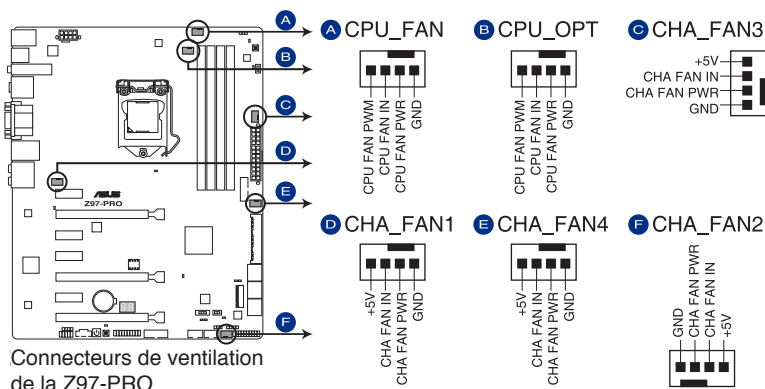 A
B
C
D
E
F
/ISUS
Z97-PRO
Connecteurs de ventilation
de la Z97-PRO
A CPU_FAN
CPU FAN PWM
CPU FAN IN
CPU FAN PWR
GND
B CPU_OPT
CPU FAN PWM
CPU FAN IN
CPU FAN PWR
GND
C CHA_FAN3
+5V
CHA FAN IN
CHA FAN PWR
GND
D CHA_FAN1
+5V
CHA FAN IN
CHA FAN PWR
GND
E CHA_FAN4
+5V
CHA FAN IN
CHA FAN PWR
GND
F CHA_FAN2
GND
CHA FAN PWR
CHA FAN IN
+5V